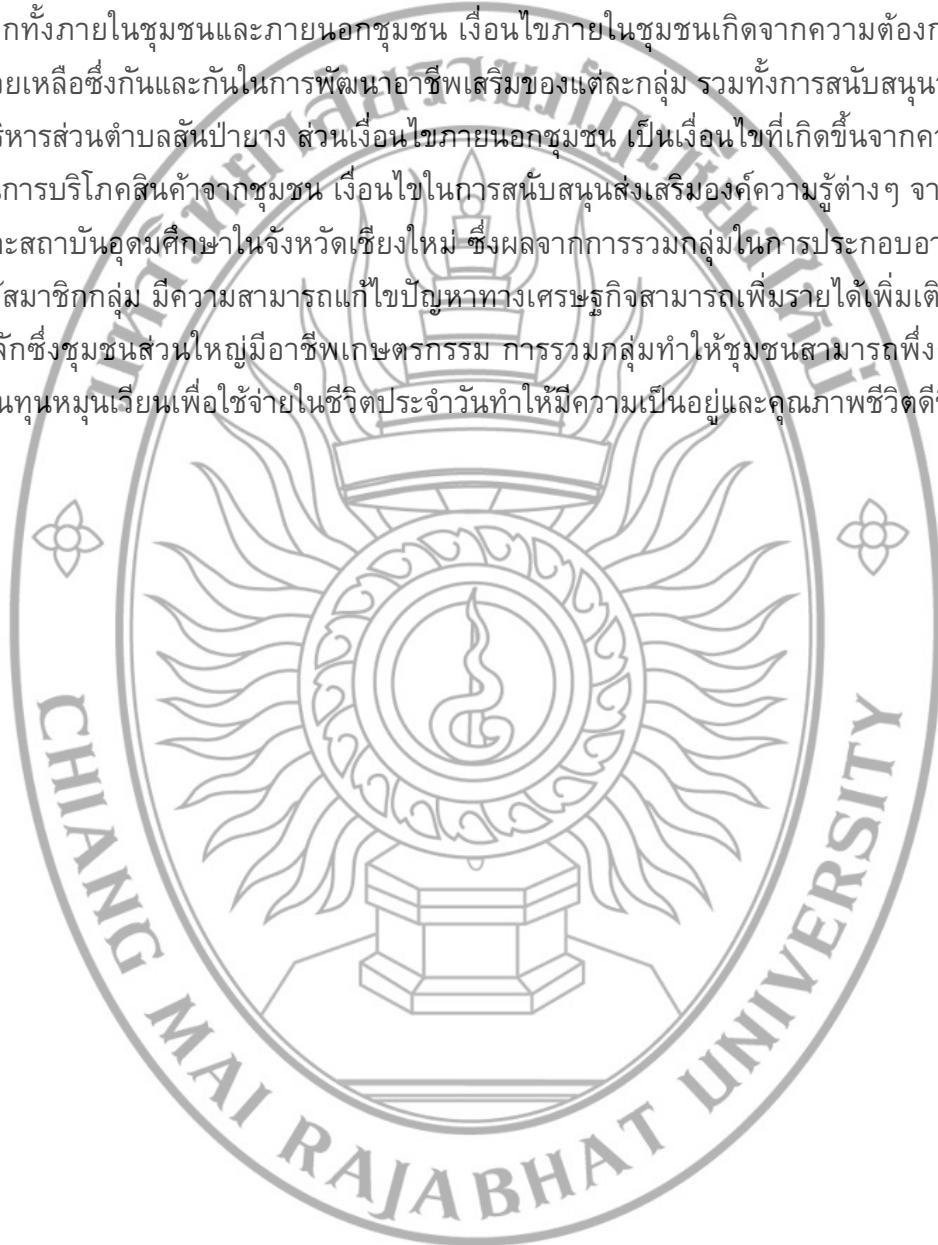 กทั้งภายในชุมชนและภายนอกชุมชน เงื่อนไขภายในชุมชนเกิดจากความต้องก
ยเหลือซึ่งกันและกันในการพัฒนาอาชีพเสริมของแต่ละกลุ่ม รวมทั้งการสนับสนุน
ริหารส่วนตำบลสันป่ายาง ส่วนเงื่อนไขภายนอกชุมชน เป็นเงื่อนไขที่เกิดขึ้นจากคว
การบริโภคสินค้าจากชุมชน เงื่อนไขในการสนับสนุนส่งเสริมองค์ความรู้ต่างๆ จา
ะสถาบันอุดมศึกษาในจังหวัดเชียงใหม่ ซึ่งผลจากการรวมกลุ่มในการประกอบอา
สมาชิกกลุ่ม มีความสามารถแก้ไขปัญหาทางเศรษฐกิจสามารถเพิ่มรายได้เพิ่มเติ
ลักซึ่งชุมชนส่วนใหญ่มีอาชีพเกษตรกรรม การรวมกลุ่มทำให้ชุมชนสามารถพึ่ง
นทุนหมุนเวียนเพื่อใช้จ่ายในชีวิตประจำวันทำให้มีความเป็นอยู่และคุณภาพชีวิตดี
มหาวิทยาลัยราชภัฏเชียงใหม่
CHIANG MAI RAJABHAT UNIVERSITY